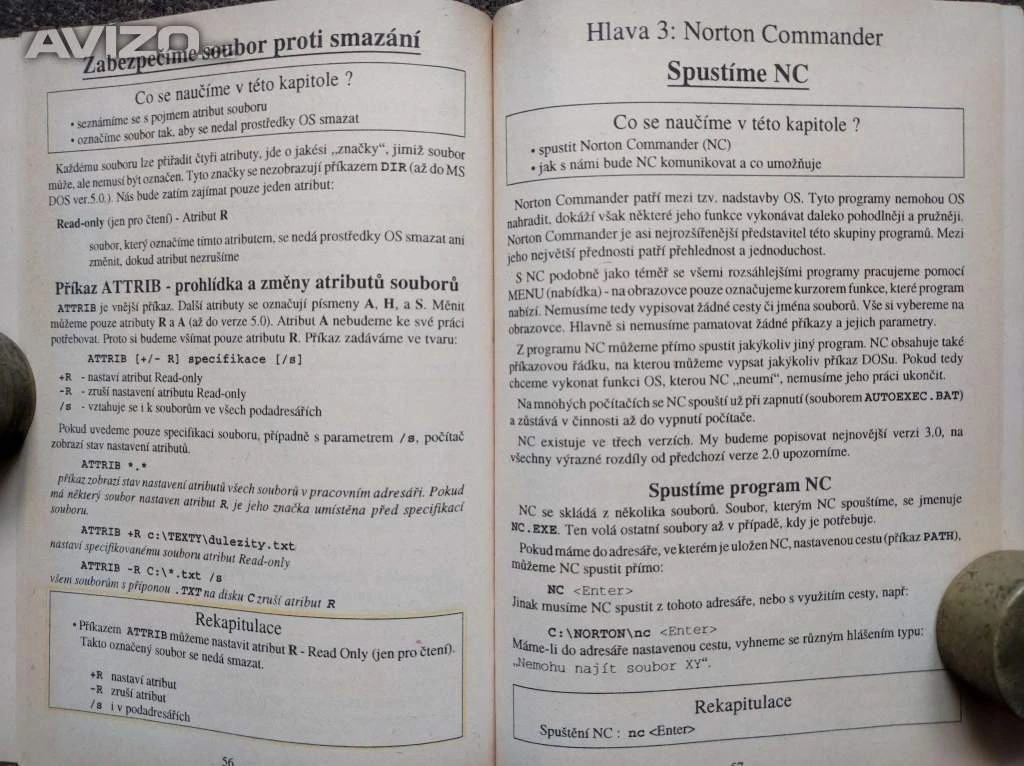 AVIZO
Zabezpečíme soubor proti smazání
Co se naučíme v této kapitole ?
• seznámíme se s pojmem atribut souboru
• označíme soubor tak, aby se nedal prostředky OS smazat
Každému souboru lze přiřadit čtyři atributy, jde o jakési „značky", jimiž soubor
může, ale nemusí být označen. Tyto značky se nezobrazují příkazem DIR (až do MS
DOS ver.5.0.). Nás bude zatím zajímat pouze jeden atribut:
Read-only (jen pro čtení) - Atribut R
soubor, který označíme tímto atributem, se nedá prostředky OS smazat ani
změnit, dokud atribut nezrušíme
Příkaz ATTRIB - prohlídka a změny atributů souborů
ATTRIB je vnější příkaz. Další atributy se označují písmeny A, H, a S. Měnit
můžeme pouze atributy R a A (až do verze 5.0). Atribut A nebudeme ke své práci
potřebovat. Proto si budeme všímat pouze atributu R. Příkaz zadáváme ve tvaru:
ATTRIB [+/- R] specifikace [/s]
+R - nastaví atribut Read-only
-R - zruší nastavení atributu Read-only
/s - vztahuje se i k souborům ve všech podadresářích
Pokud uvedeme pouze specifikaci souboru, případně s parametrem /s, počítač
zobrazí stav nastavení atributů.
ATTRIB *.*
příkaz zobrazí stav nastavení atributů všech souborů v pracovním adresáři. Pokud
má některý soubor nastaven atribut R, je jeho značka umístěna před specifikací
souboru.
ATTRIB +R c:\TEXTY\dulezity.txt
nastaví specifikovanému souboru atribut Read-only
ATTRIB -R C:\*.txt /s
všem souborům s příponou .TXT na disku C zruší atribut R
Rekapitulace
• Příkazem ATTRIB můžeme nastavit atribut R - Read Only (jen pro čtení).
Takto označený soubor se nedá smazat.
+R nastaví atribut
-R zruší atribut
/s i v podadresářích
56
Hlava 3: Norton Commander
Spustíme NC
Co se naučíme v této kapitole ?
• spustit Norton Commander (NC)
• jak s námi bude NC komunikovat a co umožňuje
Norton Commander patří mezi tzv. nadstavby OS. Tyto programy nemohou OS
nahradit, dokáží však některé jeho funkce vykonávat daleko pohodlněji a pružněji.
Norton Commander je asi nejrozšířenější představitel této skupiny programů. Mezi
jeho největší přednosti patří přehlednost a jednoduchost.
S NC podobně jako téměř se všemi rozsáhlejšími programy pracujeme pomocí
MENU (nabídka) - na obrazovce pouze označujeme kurzorem funkce, které program
nabízí. Nemusíme tedy vypisovat žádné cesty či jména souborů. Vše si vybereme na
obrazovce. Hlavně si nemusíme pamatovat žádné příkazy a jejich parametry.
Z programu NC můžeme přímo spustit jakýkoliv jiný program. NC obsahuje také
příkazovou řádku, na kterou můžeme vypsat jakýkoliv příkaz DOSu. Pokud tedy
chceme vykonat funkci OS, kterou NC „neumí", nemusíme jeho práci ukončit.
Na mnohých počítačích se NC spouští už při zapnutí (souborem AUTOEXEC.BAT)
a zůstává v činnosti až do vypnutí počítače.
NC existuje ve třech verzích. My budeme popisovat nejnovější verzi 3.0, na
všechny výrazné rozdíly od předchozí verze 2.0 upozorníme.
Spustíme program NC
NC se skládá z několika souborů. Soubor, kterým NC spouštíme, se jmenuje
NC.EXE. Ten volá ostatní soubory až v případě, kdy je potřebuje.
Pokud máme do adresáře, ve kterém je uložen NC, nastavenou cestu (příkaz PATH),
můžeme NC spustit přímo:
NC <Enter>
Jinak musíme NC spustit z tohoto adresáře, nebo s využitím cesty, např:
C:\NORTON\nc <Enter>
Máme-li do adresáře nastavenou cestu, vyhneme se různým hlášením typu:
„Nemohu najít soubor XY".
Rekapitulace
Spuštění NC : nc <Enter>